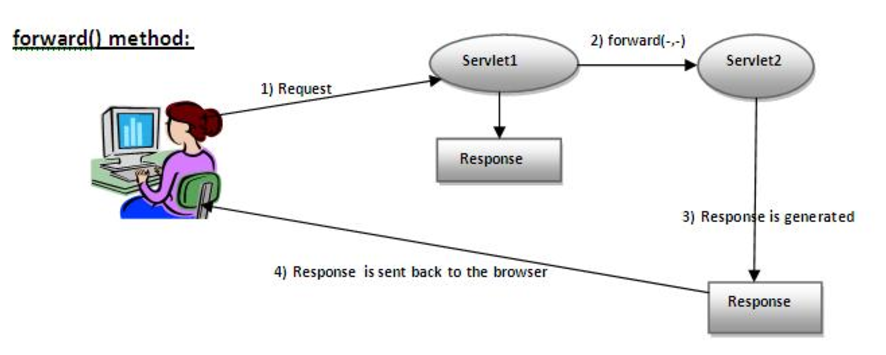 forward() method:
2) forward(-,-)
Servlet1
Servlet2
1) Request
Response
3) Response is generated
4) Response is sent back to the browser
Response